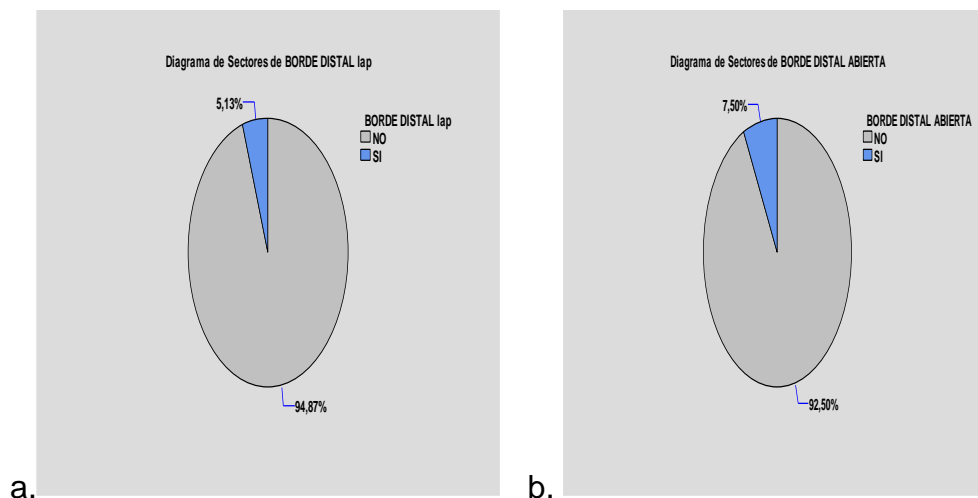 Diagrama de Sectores de BORDE DISTAL lap
5,13%
BORDE DISTAL lap
NO
SI
94,87%
a.
Diagrama de Sectores de BORDE DISTAL ABIERTA
7,50%
BORDE DISTAL ABIERTA
NO
SI
92,50%
b.